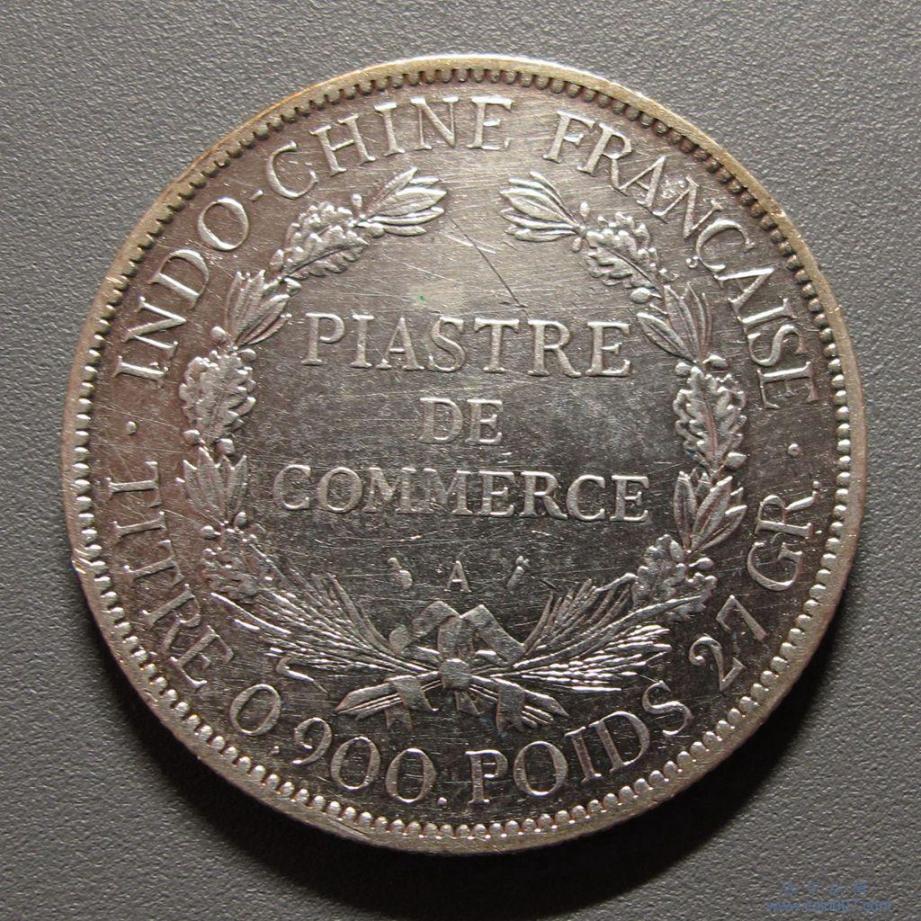 INDO-CHINE FRANÇAISE
PIASTRE
DE
COMMERCE
A
· TITRE 0,900. POIDS 27 GR. ·